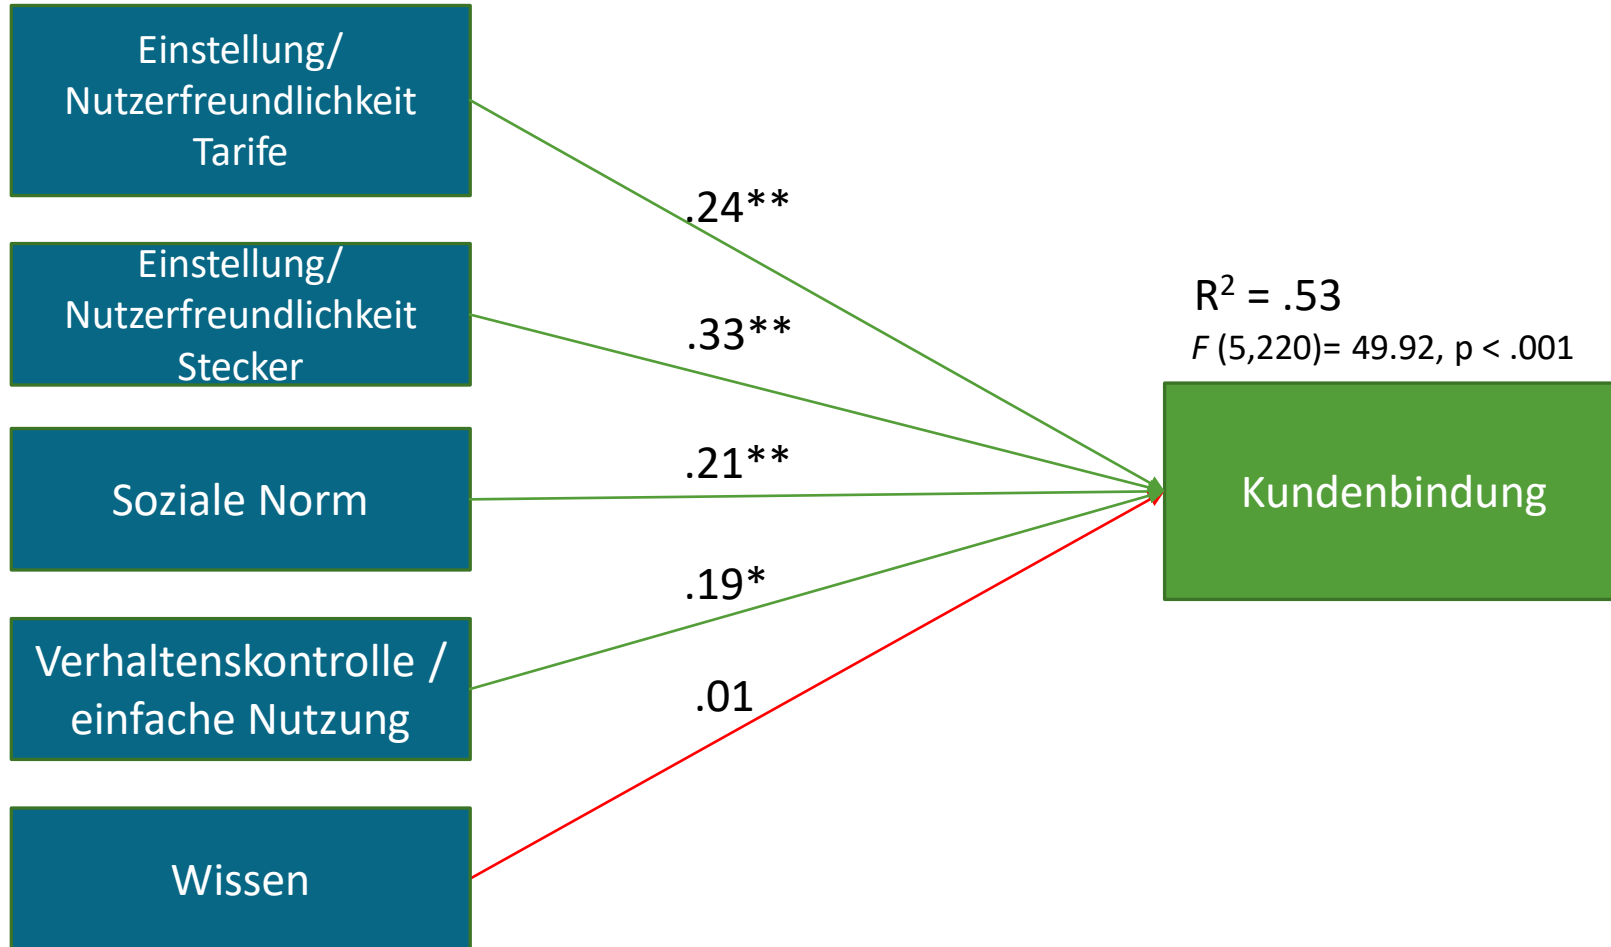 Einstellung/
Nutzerfreundlichkeit
Tarife
.24**
Einstellung/
Nutzerfreundlichkeit
Stecker
.33**
R² = .53
F (5,220)= 49.92, p < .001
Soziale Norm
.21**
Kundenbindung
Verhaltenskontrolle /
einfache Nutzung
.19*
.01
Wissen